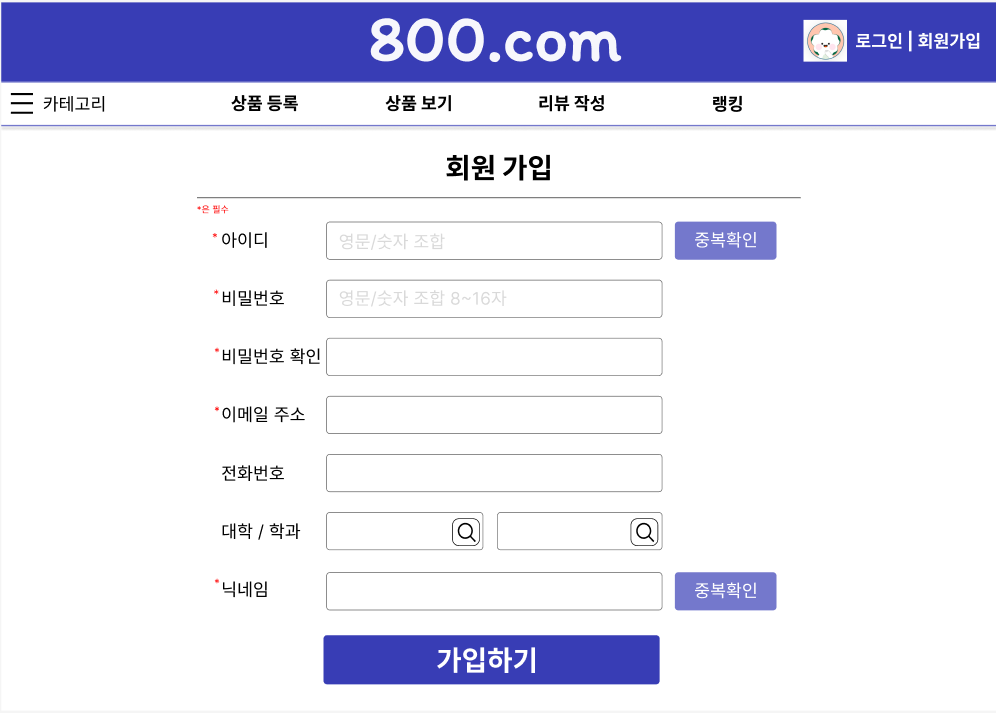 800.com
로그인 | 회원가입
카테고리 상품 등록 상품 보기 리뷰 작성 랭킹
회원 가입
*은 필수
*아이디 영문/숫자 조합 중복확인
*비밀번호 영문/숫자 조합 8~16자
*비밀번호 확인
*이메일 주소
전화번호
대학 / 학과
*닉네임 중복확인
가입하기